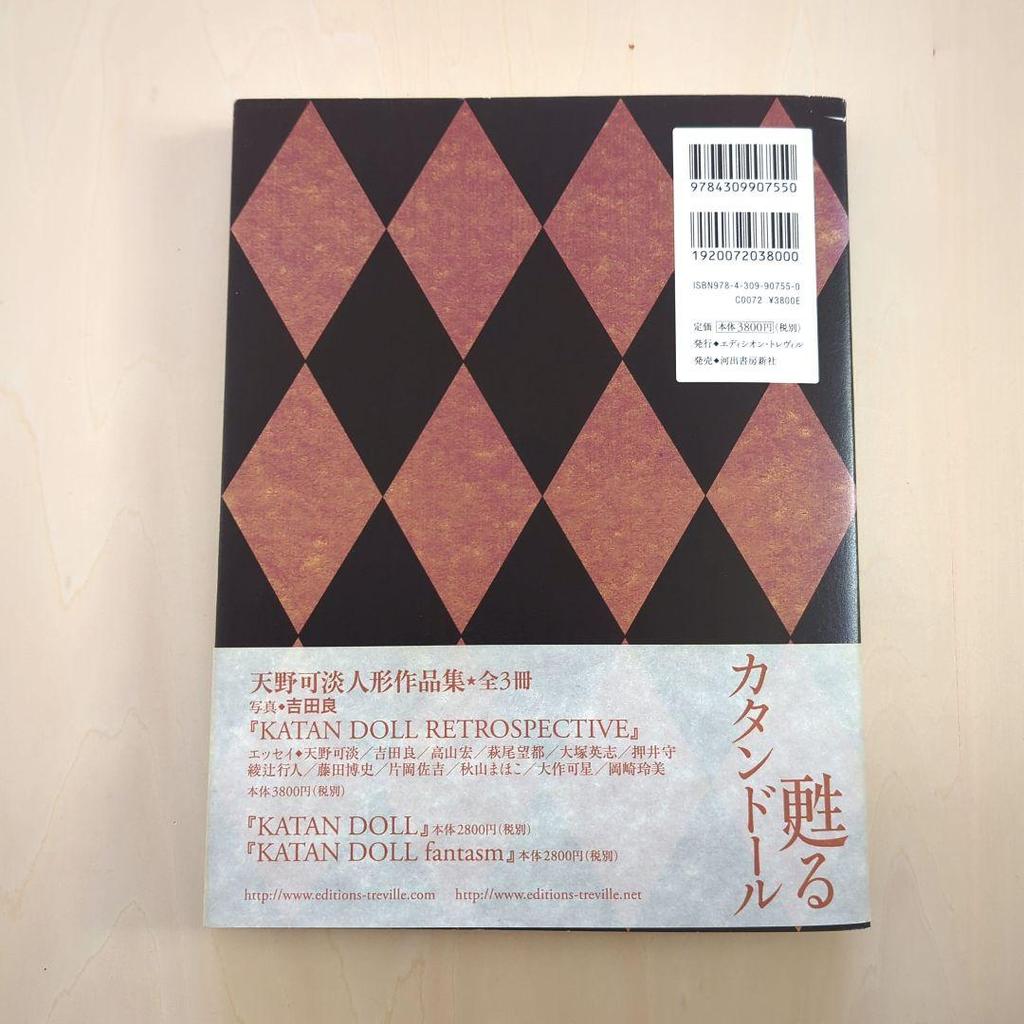 9784309907550
1920072038000
ISBN978-4-309-90755-0
C0072 ¥3800E
定価 本体3800円(税別)
発行◆エディシオン・トレヴィル
発売◆河出書房新社
天野可淡人形作品集★全3冊
写真◆吉田良
『KATAN DOLL RETROSPECTIVE』
エッセイ◆天野可淡/吉田良/高山宏/萩尾望都/大塚英志/押井守
綾辻行人/藤田博史/片岡佐吉/秋山まほこ/大作可星/岡崎玲美
本体3800円(税別)
『KATAN DOLL』本体2800円(税別)
『KATAN DOLL fantasm』本体2800円(税別)
http://www.editions-treville.com http://www.editions-treville.net
甦る
カタンドール